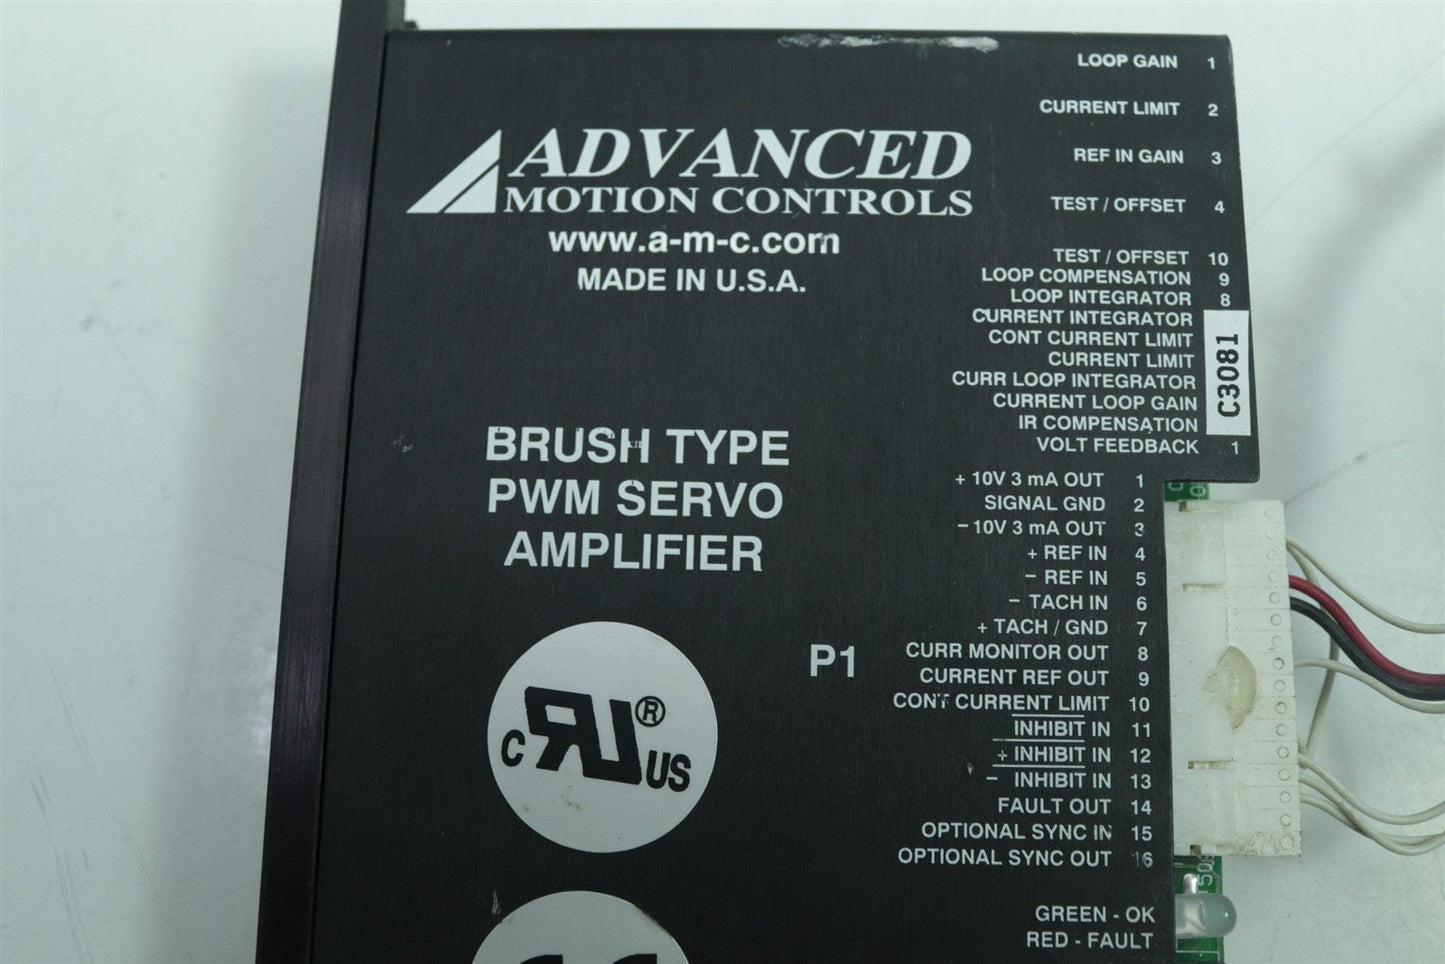 LOOP GAIN 1
CURRENT LIMIT 2
REF IN GAIN 3
TEST / OFFSET 4
ADVANCED
MOTION CONTROLS
www.a-m-c.com
MADE IN U.S.A.
TEST / OFFSET 10
LOOP COMPENSATION 9
LOOP INTEGRATOR 8
CURRENT INTEGRATOR
CONT CURRENT LIMIT
CURRENT LIMIT
CURR LOOP INTEGRATOR
CURRENT LOOP GAIN
IR COMPENSATION
VOLT FEEDBACK 1
C3081
BRUSH TYPE
PWM SERVO
AMPLIFIER
P1
+ 10V 3 mA OUT 1
SIGNAL GND 2
− 10V 3 mA OUT 3
+ REF IN 4
− REF IN 5
− TACH IN 6
+ TACH / GND 7
CURR MONITOR OUT 8
CURRENT REF OUT 9
CONT CURRENT LIMIT 10
INHIBIT IN 11
+ INHIBIT IN 12
− INHIBIT IN 13
FAULT OUT 14
OPTIONAL SYNC IN 15
OPTIONAL SYNC OUT 16
GREEN - OK
RED - FAULT
C RU ® US